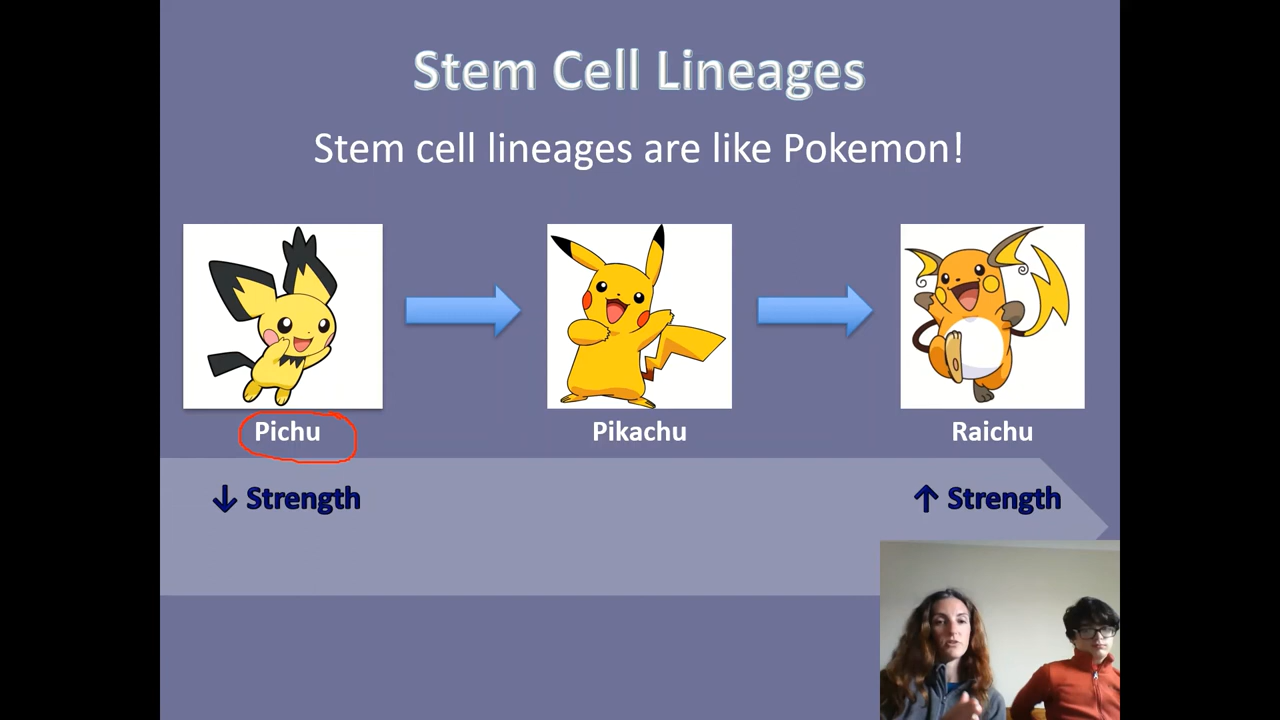 Stem Cell Lineages
Stem cell lineages are like Pokemon!
Pichu
Pikachu
Raichu
↓ Strength
↑ Strength